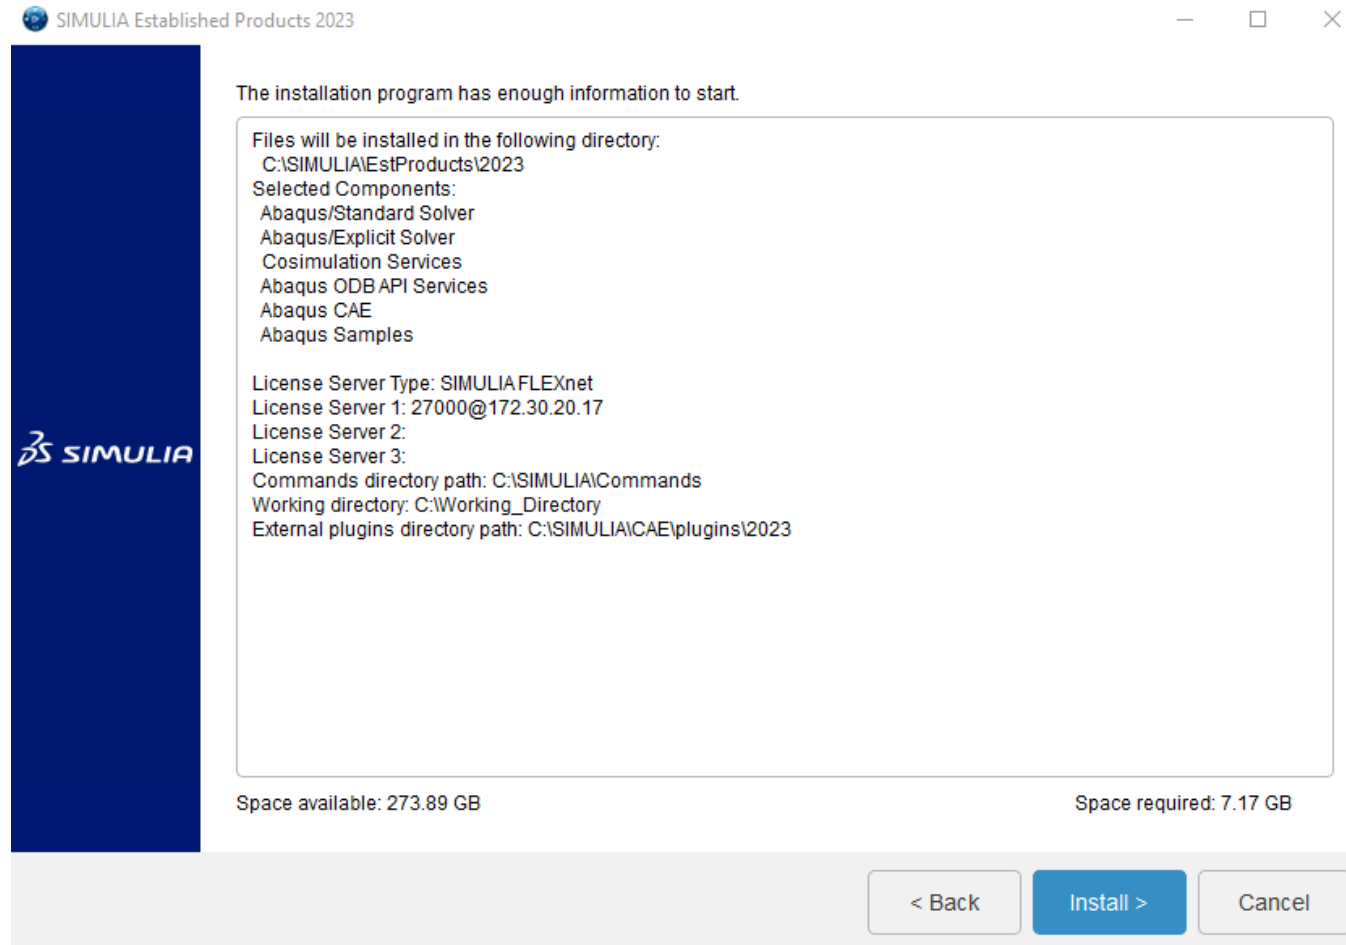 SIMULIA Established Products 2023
The installation program has enough information to start.
Files will be installed in the following directory:
C:\SIMULIA\EstProducts\2023
Selected Components:
Abaqus/Standard Solver
Abaqus/Explicit Solver
Cosimulation Services
Abaqus ODB API Services
Abaqus CAE
Abaqus Samples
License Server Type: SIMULIA FLEXnet
License Server 1: 27000@172.30.20.17
License Server 2:
License Server 3:
Commands directory path: C:\SIMULIA\Commands
Working directory: C:\Working_Directory
External plugins directory path: C:\SIMULIA\CAE\plugins\2023
3S SIMULIA
Space available: 273.89 GB
Space required: 7.17 GB
< Back
Install >
Cancel